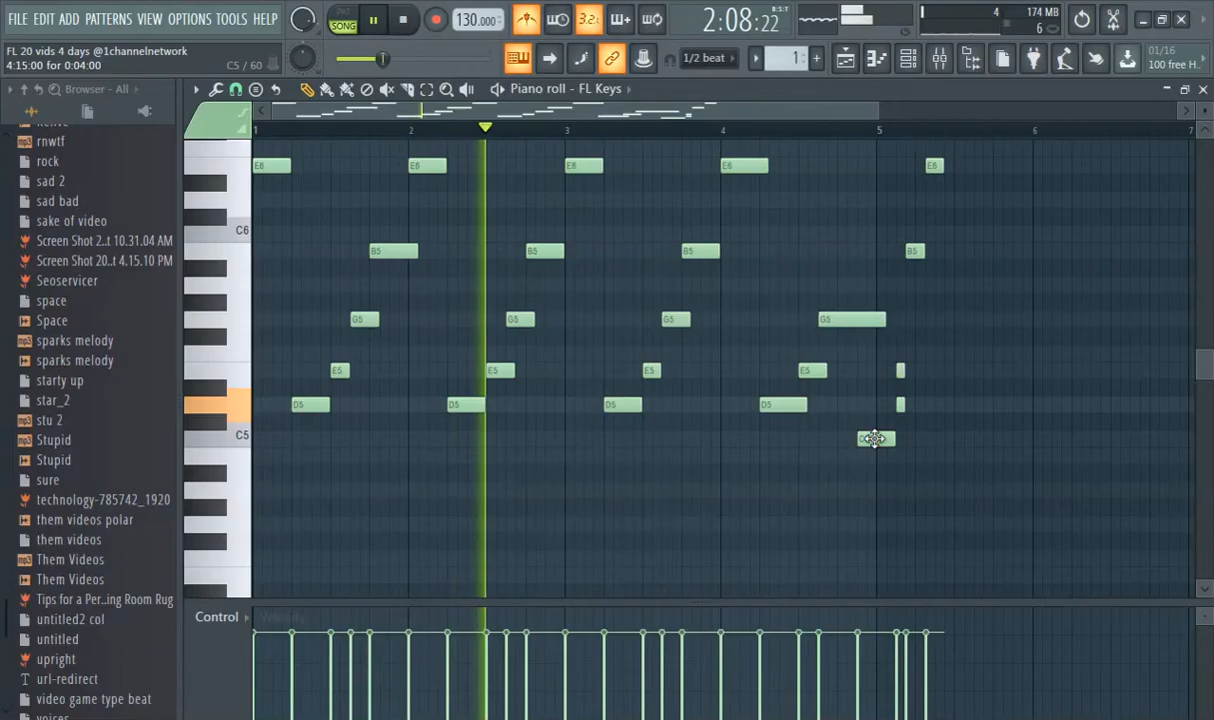 FILE EDIT ADD PATTERNS VIEW OPTIONS TOOLS HELP
PAT
SONG
130.000
3.2
2:08:22
B:S:T
4
174 MB
6
FL 20 vids 4 days @1channelnetwork
4:15:00 for 0:04:00
C5 / 60
1/2 beat
1
01/16
100 free H..
Browser - All
Piano roll - FL Keys
1 2 3 4 5 6 7
rnwtf
rock
sad 2
sad bad
sake of video
Screen Shot 2..t 10.31.04 AM
Screen Shot 20..t 4.15.10 PM
Seoservicer
space
Space
sparks melody
sparks melody
starty up
star_2
stu 2
Stupid
Stupid
sure
technology-785742_1920
them videos polar
them videos
Them Videos
Them Videos
Tips for a Per..ing Room Rug
untitled2 col
untitled
upright
url-redirect
video game type beat
voices
E6 E6 E6 E6 E6
C6
B5 B5 B5 B5
G5 G5 G5 G5
E5 E5 E5 E5
D5 D5 D5 D5
C5
Control
Velocity